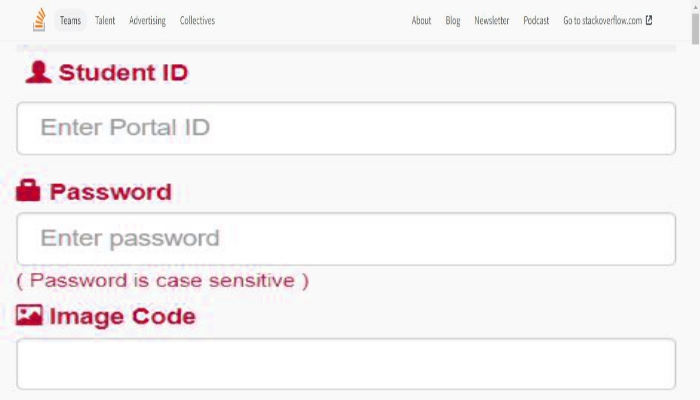 Teams Talent Advertising Collectives About Blog Newsletter Podcast Go to stackoverflow.com
Student ID
Enter Portal ID
Password
Enter password
( Password is case sensitive )
Image Code